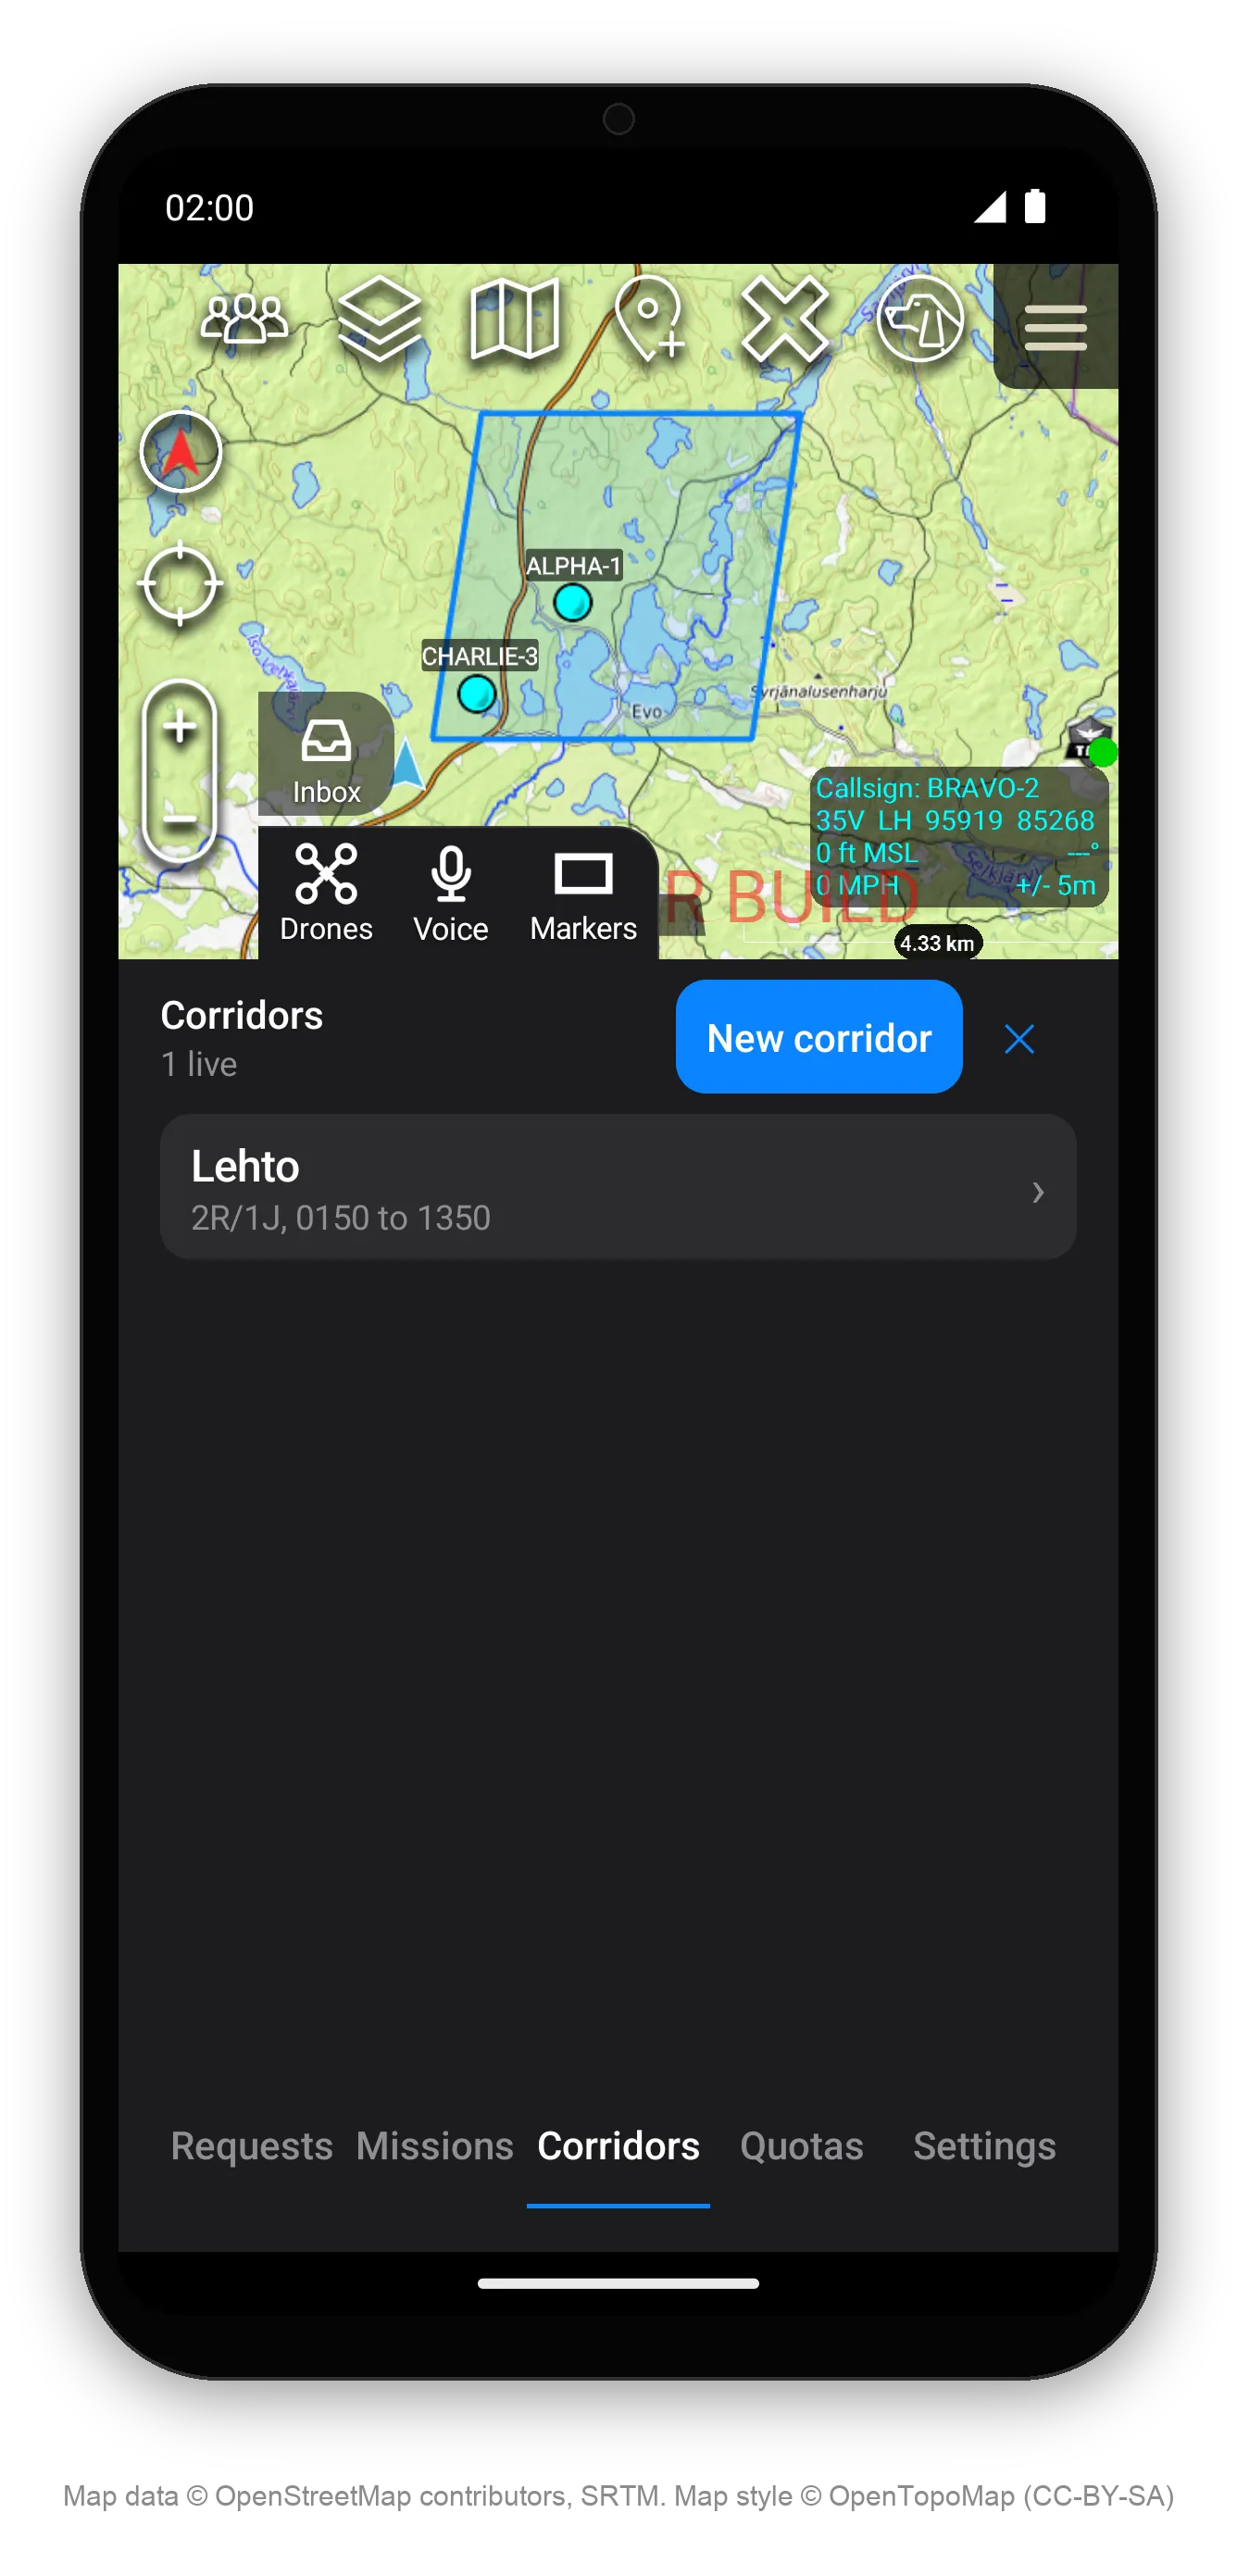 02:00
ALPHA-1
CHARLIE-3
Evo
Syrjänalusenharju
Inbox
Callsign: BRAVO-2
35V LH 95919 85268
0 ft MSL ---°
0 MPH +/- 5m
R BUILD
4.33 km
Drones Voice Markers
Corridors
1 live
New corridor
Lehto
2R/1J, 0150 to 1350
Requests Missions Corridors Quotas Settings
Map data © OpenStreetMap contributors, SRTM. Map style © OpenTopoMap (CC-BY-SA)